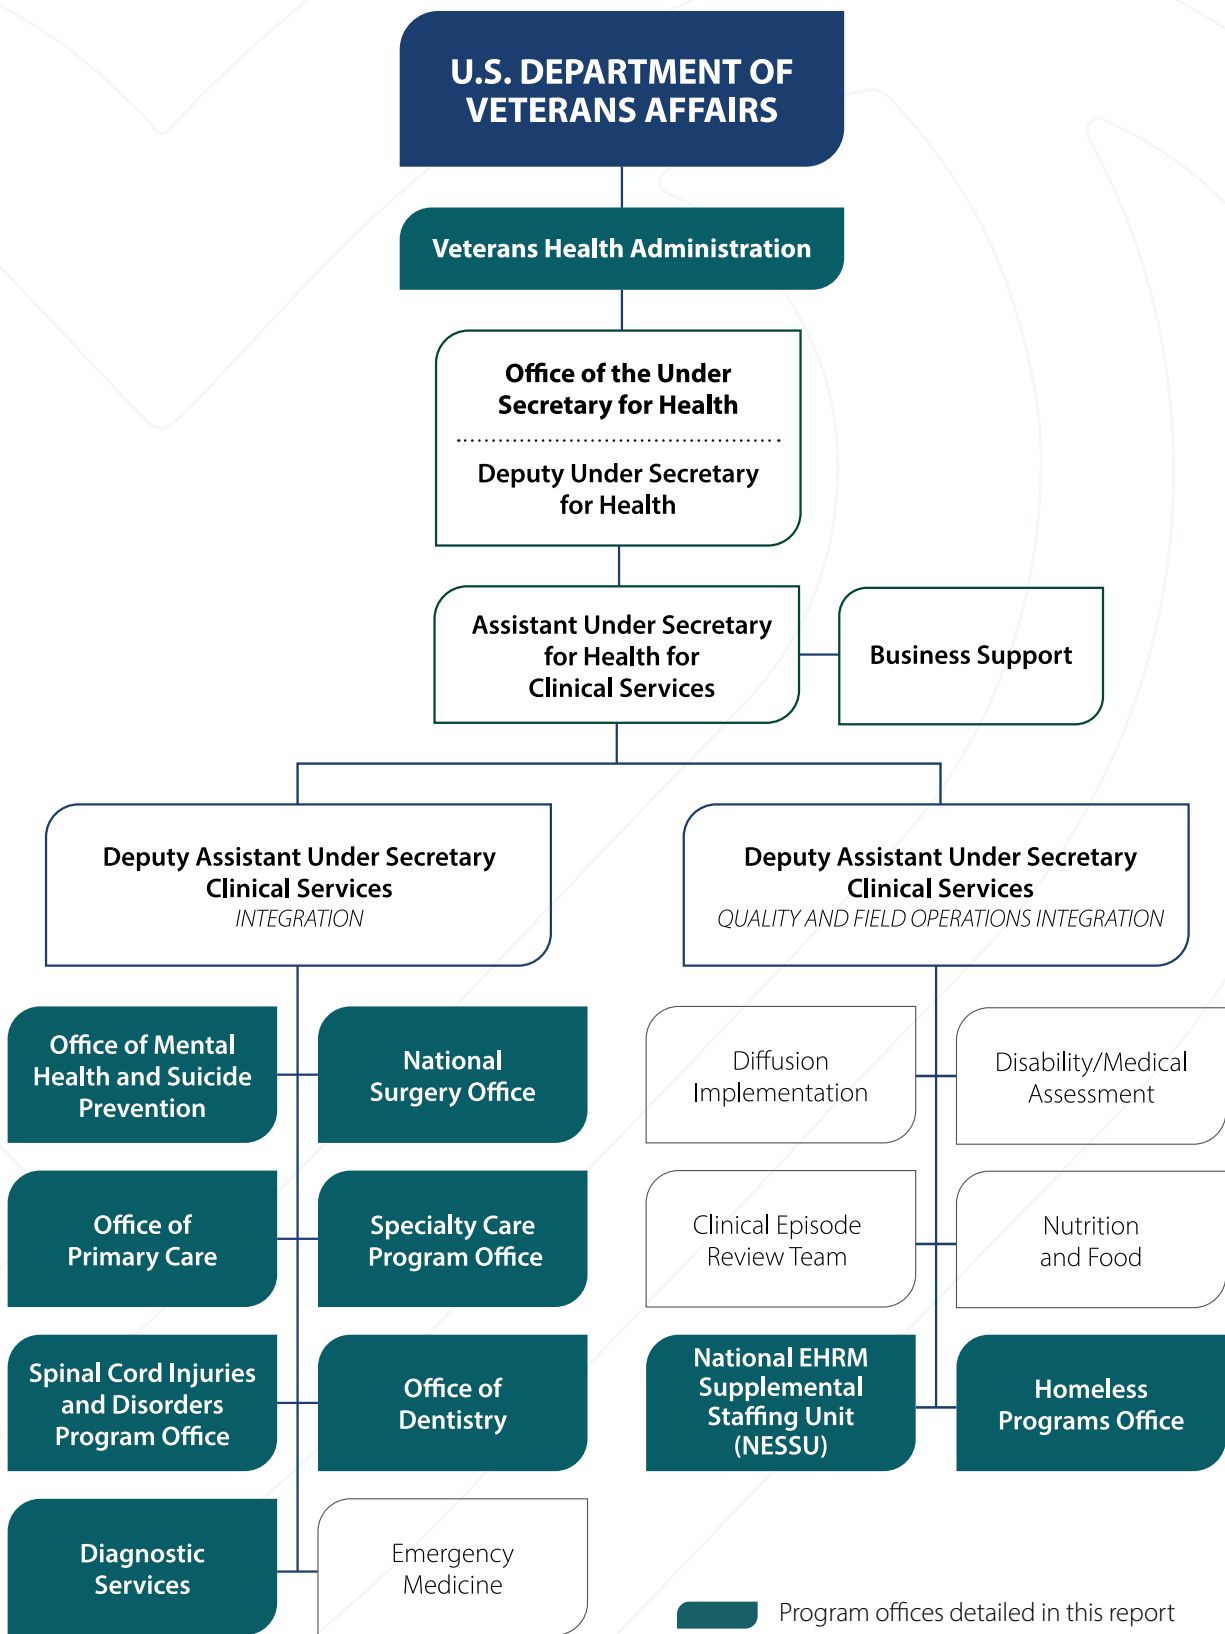 U.S. DEPARTMENT OF
VETERANS AFFAIRS
Veterans Health Administration
Office of the Under
Secretary for Health
Deputy Under Secretary
for Health
Assistant Under Secretary
for Health for
Clinical Services
Business Support
Deputy Assistant Under Secretary
Clinical Services
INTEGRATION
Deputy Assistant Under Secretary
Clinical Services
QUALITY AND FIELD OPERATIONS INTEGRATION
Office of Mental
Health and Suicide
Prevention
National
Surgery Office
Diffusion
Implementation
Disability/Medical
Assessment
Office of
Primary Care
Specialty Care
Program Office
Clinical Episode
Review Team
Nutrition
and Food
Spinal Cord Injuries
and Disorders
Program Office
Office of
Dentistry
National EHRM
Supplemental
Staffing Unit
(NESSU)
Homeless
Programs Office
Diagnostic
Services
Emergency
Medicine
Program offices detailed in this report